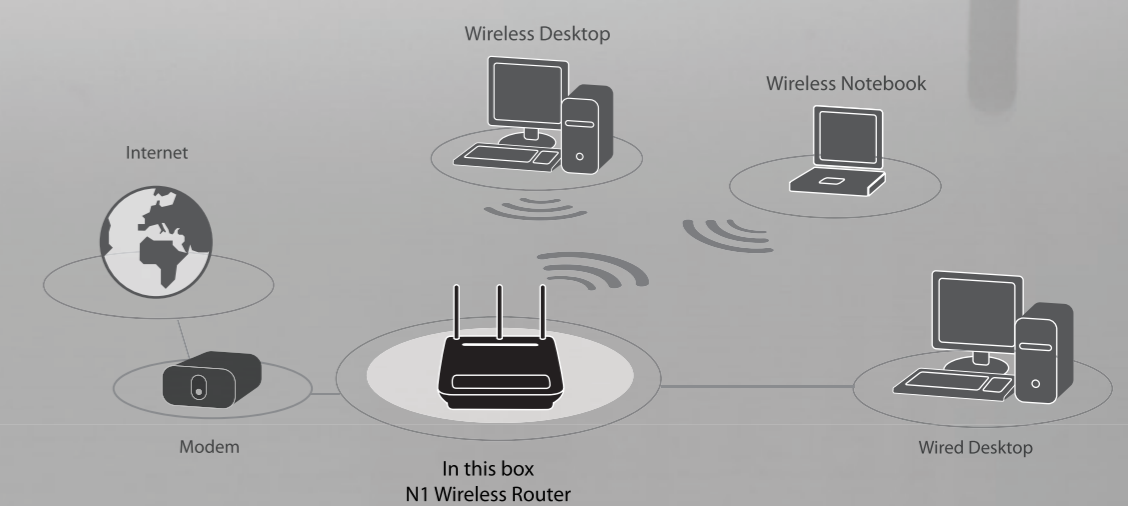 Wireless Desktop
Wireless Notebook
Internet
Modem
In this box
N1 Wireless Router
Wired Desktop